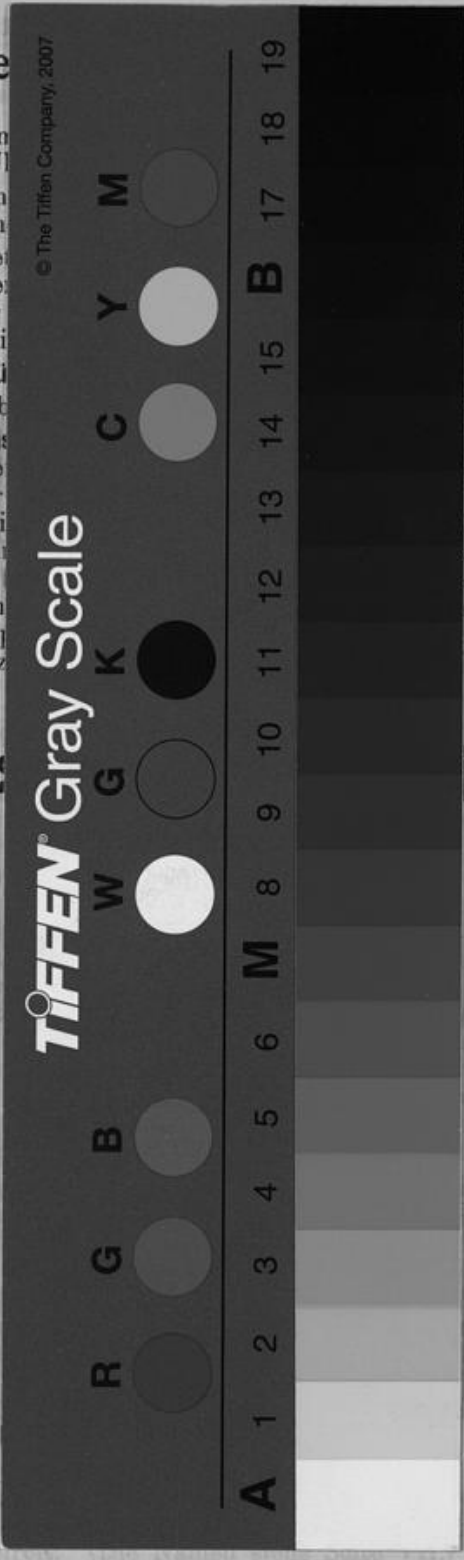 © The Tiffen Company, 2007
TIFFEN® Gray Scale
R G B W G K C Y M
A 1 2 3 4 5 6 M 8 9 10 11 12 13 14 15 B 17 18 19